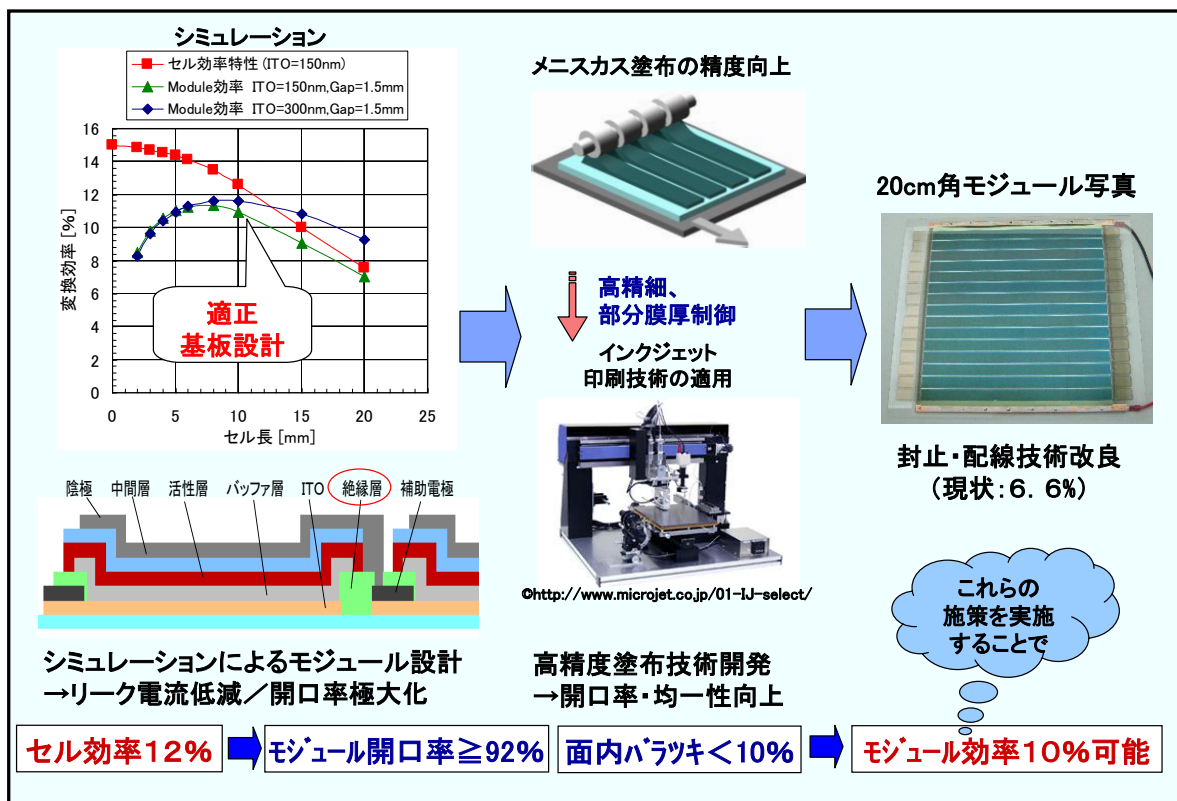 シミュレーション
セル効率特性(ITO=150nm)
Module効率 ITO=150nm,Gap=1.5mm
Module効率 ITO=300nm,Gap=1.5mm
変換効率 [%]
16
14
12
10
8
6
4
2
0
0 5 10 15 20 25
セル長 [mm]
適正
基板設計
陰極 中間層 活性層 バッファ層 ITO 絶縁層 補助電極
シミュレーションによるモジュール設計
→リーク電流低減/開口率極大化
メニスカス塗布の精度向上
高精細、
部分膜厚制御
インクジェット
印刷技術の適用
©http://www.microjet.co.jp/01-IJ-select/
高精度塗布技術開発
→開口率・均一性向上
20cm角モジュール写真
封止・配線技術改良
(現状:6.6%)
これらの
施策を実施
することで
セル効率12%
モジュール開口率≧92%
面内バラツキ<10%
モジュール効率10%可能